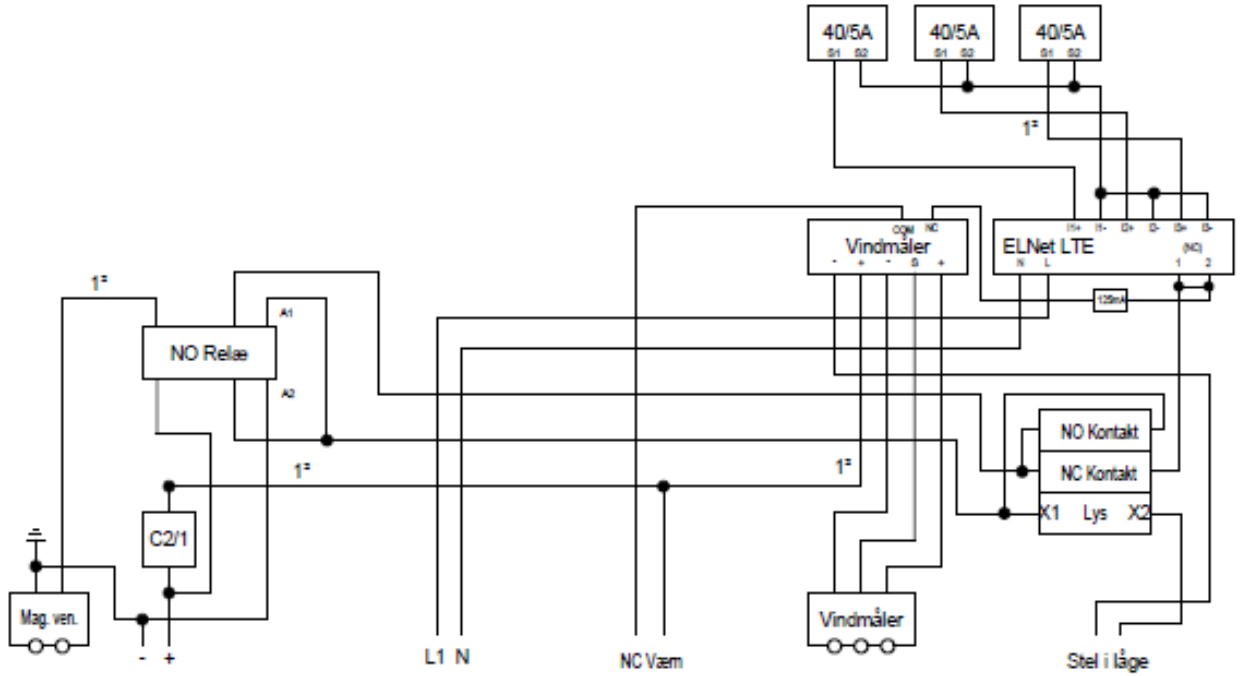 40/5A 40/5A 40/5A
S1 S2 S1 S2 S1 S2
1²
COM NC
I1+ I1- I2+ I2- I3+ I3-
Vindmåler
ELNet LTE
(NC)
- + - S +
N L
1 2
1²
125mA
A1
NO Relæ
A2
NO Kontakt
1²
1²
NC Kontakt
X1 Lys X2
C2/1
Mag. ven.
Vindmåler
- +
L1 N
NC Værn
Stel i låge